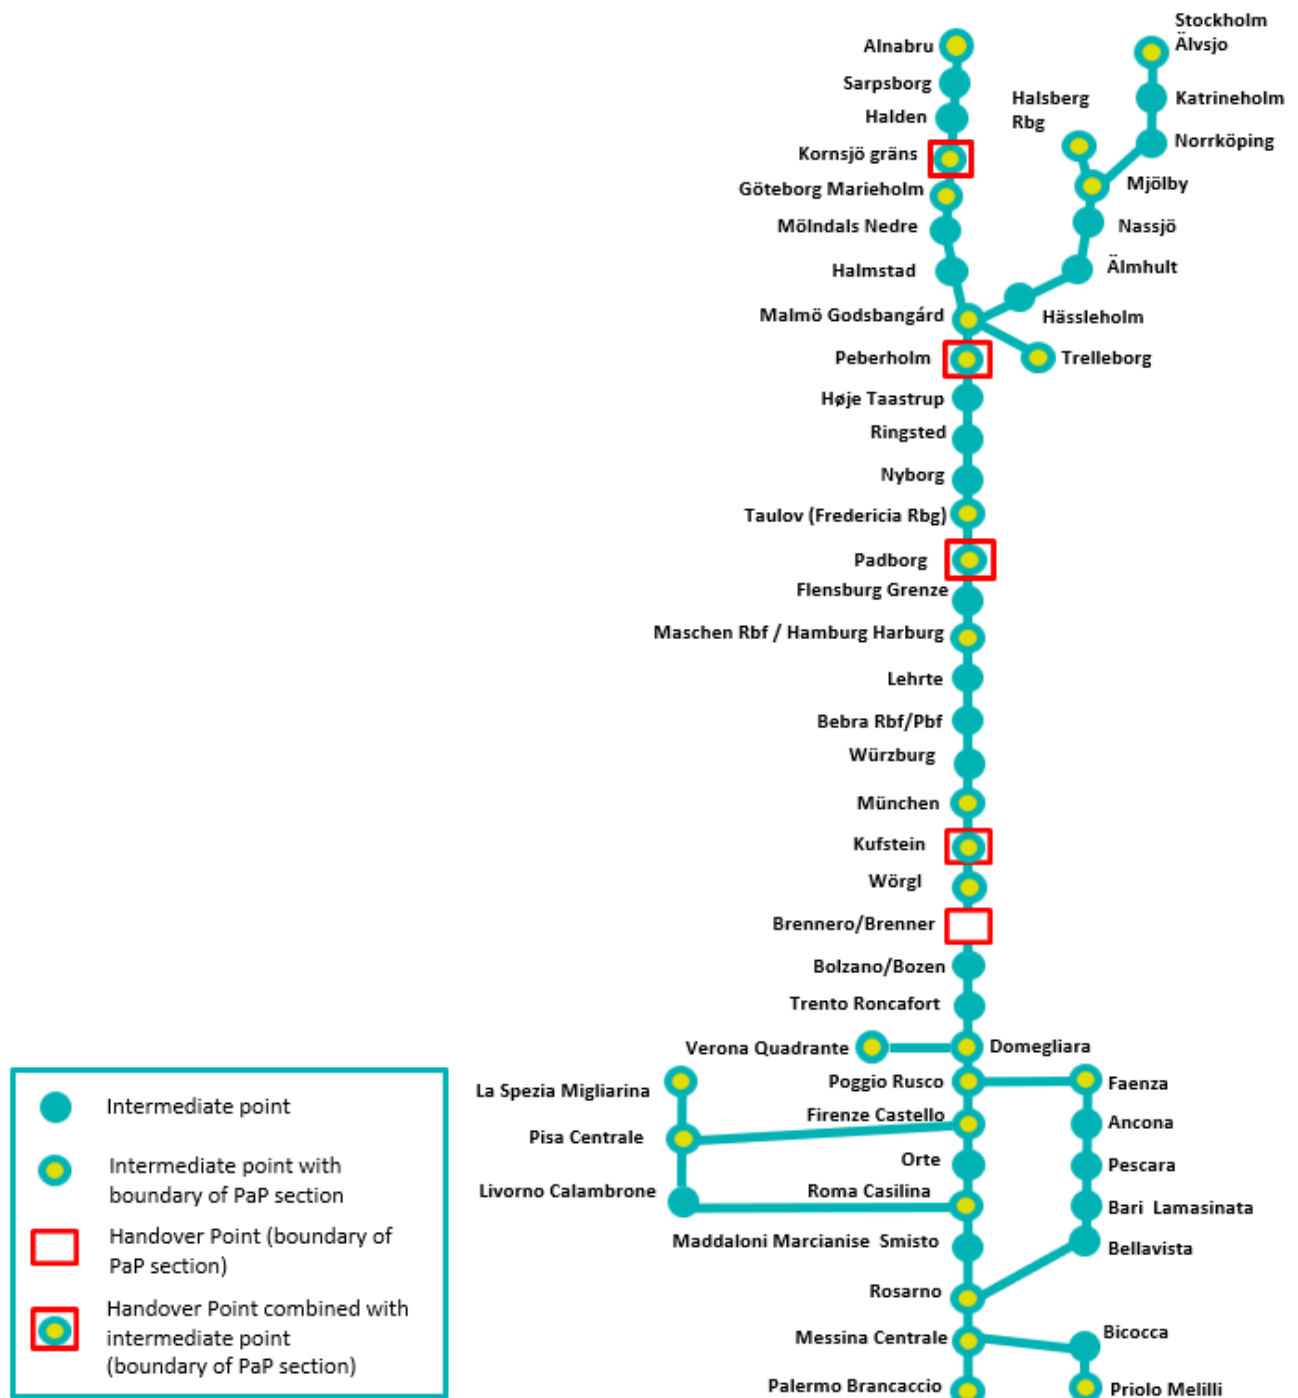 Alnabru
Sarpsborg
Halden
Kornsjö gräns
Göteborg Marieholm
Mölndals Nedre
Halmstad
Malmö Godsbangárd
Peberholm
Stockholm
Älvsjo
Katrineholm
Norrköping
Halsberg
Rbg
Mjölby
Nassjö
Älmhult
Hässleholm
Trelleborg
Høje Taastrup
Ringsted
Nyborg
Taulov (Fredericia Rbg)
Padborg
Flensburg Grenze
Maschen Rbf / Hamburg Harburg
Lehrte
Bebra Rbf/Pbf
Würzburg
München
Kufstein
Wörgl
Brennero/Brenner
Bolzano/Bozen
Trento Roncafort
Verona Quadrante
Domegliara
Poggio Rusco
Faenza
La Spezia Migliarina
Firenze Castello
Ancona
Pisa Centrale
Orte
Pescara
Livorno Calambrone
Roma Casilina
Bari Lamasinata
Maddaloni Marcianise Smisto
Bellavista
Rosarno
Messina Centrale
Bicocca
Palermo Brancaccio
Priolo Melilli
Intermediate point
Intermediate point with
boundary of PaP section
Handover Point (boundary of
PaP section)
Handover Point combined with
intermediate point
(boundary of PaP section)